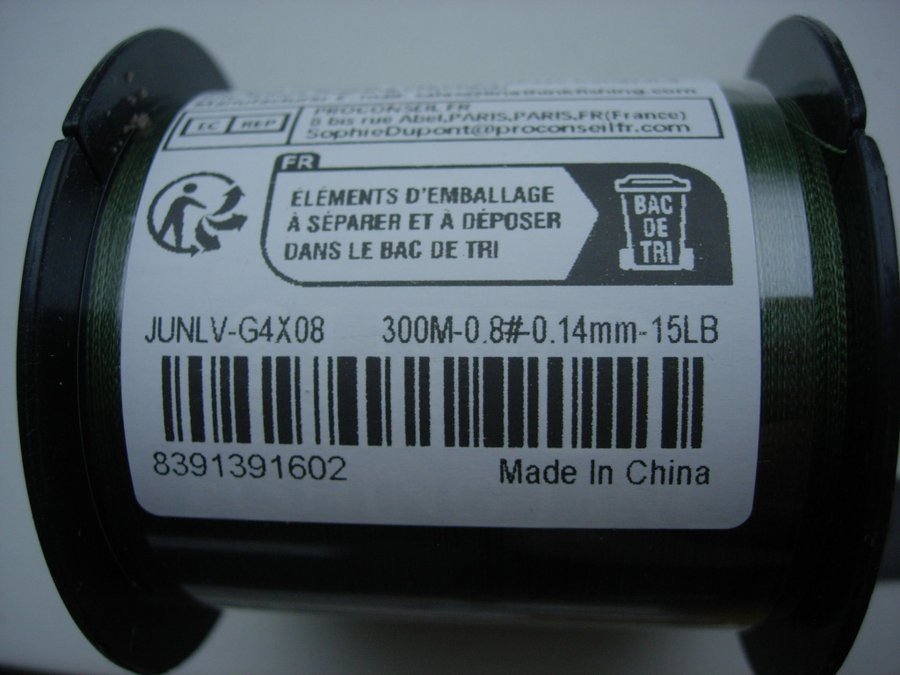 PROCONSEIL FR
EC REP
8 bis rue Abel,PARIS,PARIS,FR(France)
SophieDupont@proconseilfr.com
FR
ÉLÉMENTS D'EMBALLAGE
À SÉPARER ET À DÉPOSER
DANS LE BAC DE TRI
BAC
DE
TRI
JUNLV-G4X08 300M-0.8#-0.14mm-15LB
8391391602 Made In China